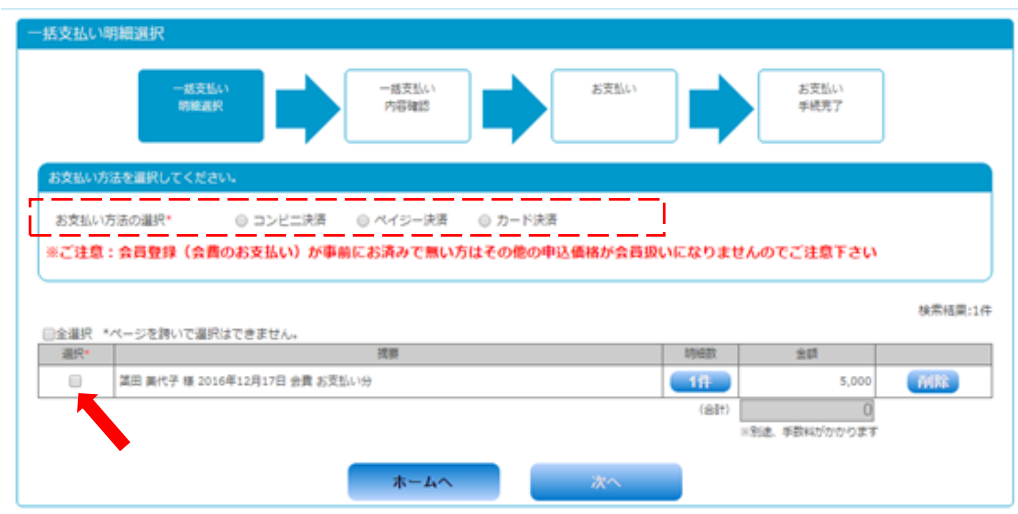 一括支払い明細選択
一括支払い
明細選択
一括支払い
内容確認
お支払い
お支払い
手続完了
お支払い方法を選択してください。
お支払い方法の選択* コンビニ決済 ペイジー決済 カード決済
※ご注意：会員登録（会費のお支払い）が事前にお済みで無い方はその他の申込価格が会員扱いになりませんのでご注意下さい
検索結果:1件
全選択 *ページを跨いで選択はできません。
選択* 摘要 明細数 金額
田 美代子 様 2016年12月17日 会費 お支払い分 1件 5,000 削除
(合計) 0
※別途、手数料がかかります
ホームへ 次へ